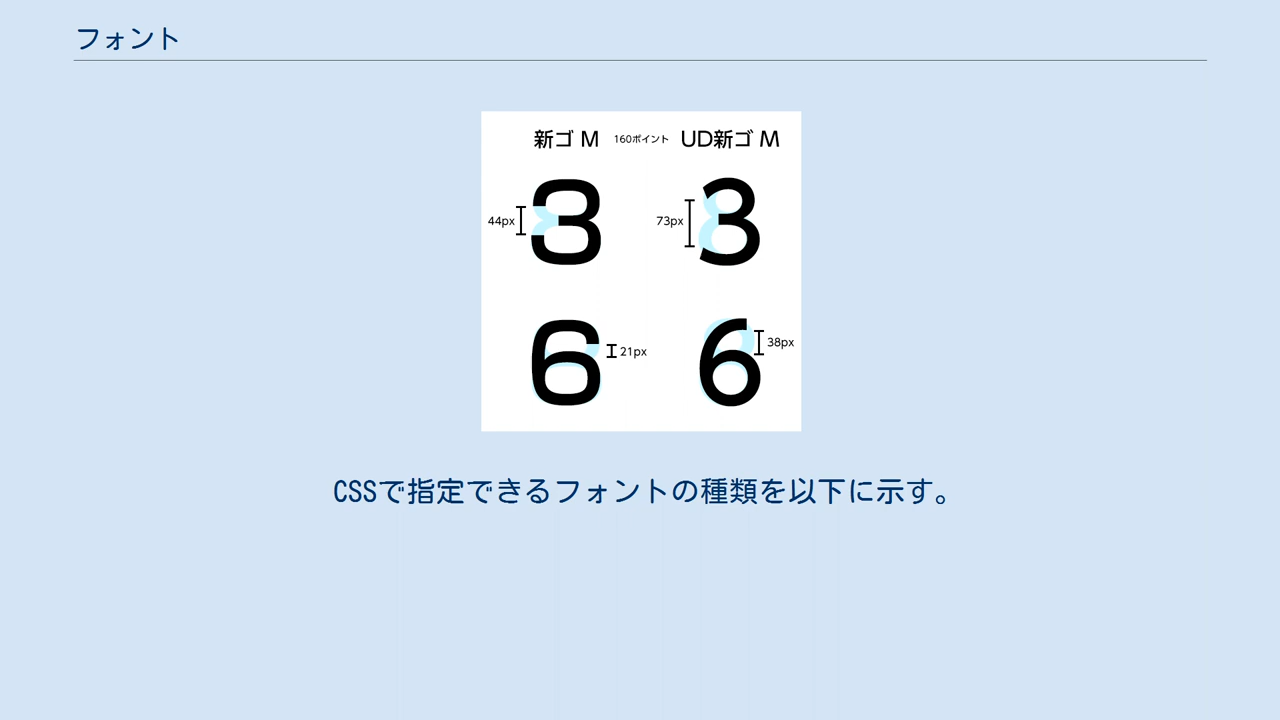 フォント
新ゴ M 160ポイント UD新ゴ M
44px 3 73px 3
6 21px 6 38px
CSSで指定できるフォントの種類を以下に示す。